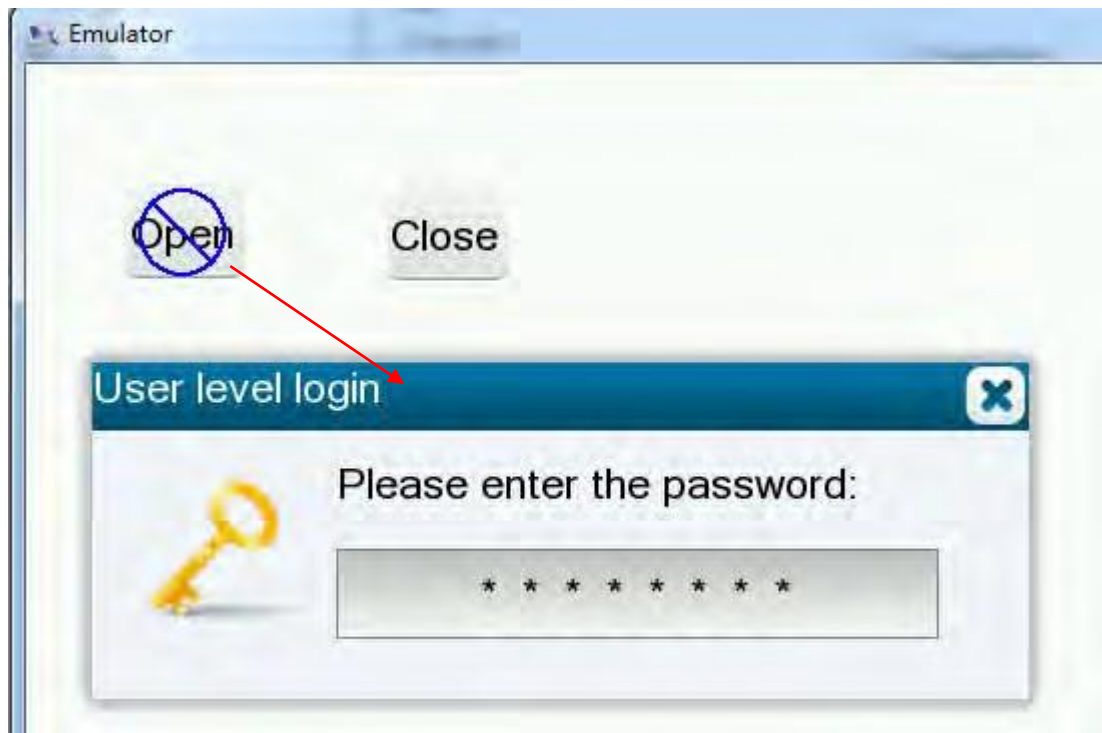 Emulator
Open
Close
User level login
Please enter the password:
* * * * * * * *